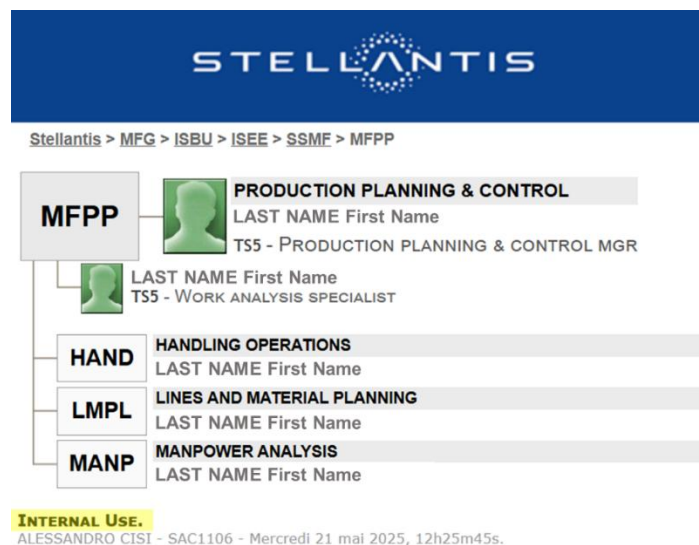 STELLANTIS
Stellantis > MFG > ISBU > ISEE > SSMF > MFPP
MFPP
PRODUCTION PLANNING & CONTROL
LAST NAME First Name
TS5 - PRODUCTION PLANNING & CONTROL MGR
LAST NAME First Name
TS5 - WORK ANALYSIS SPECIALIST
HAND
HANDLING OPERATIONS
LAST NAME First Name
LMPL
LINES AND MATERIAL PLANNING
LAST NAME First Name
MANP
MANPOWER ANALYSIS
LAST NAME First Name
INTERNAL USE.
ALESSANDRO CISI - SAC1106 - Mercredi 21 mai 2025, 12h25m45s.